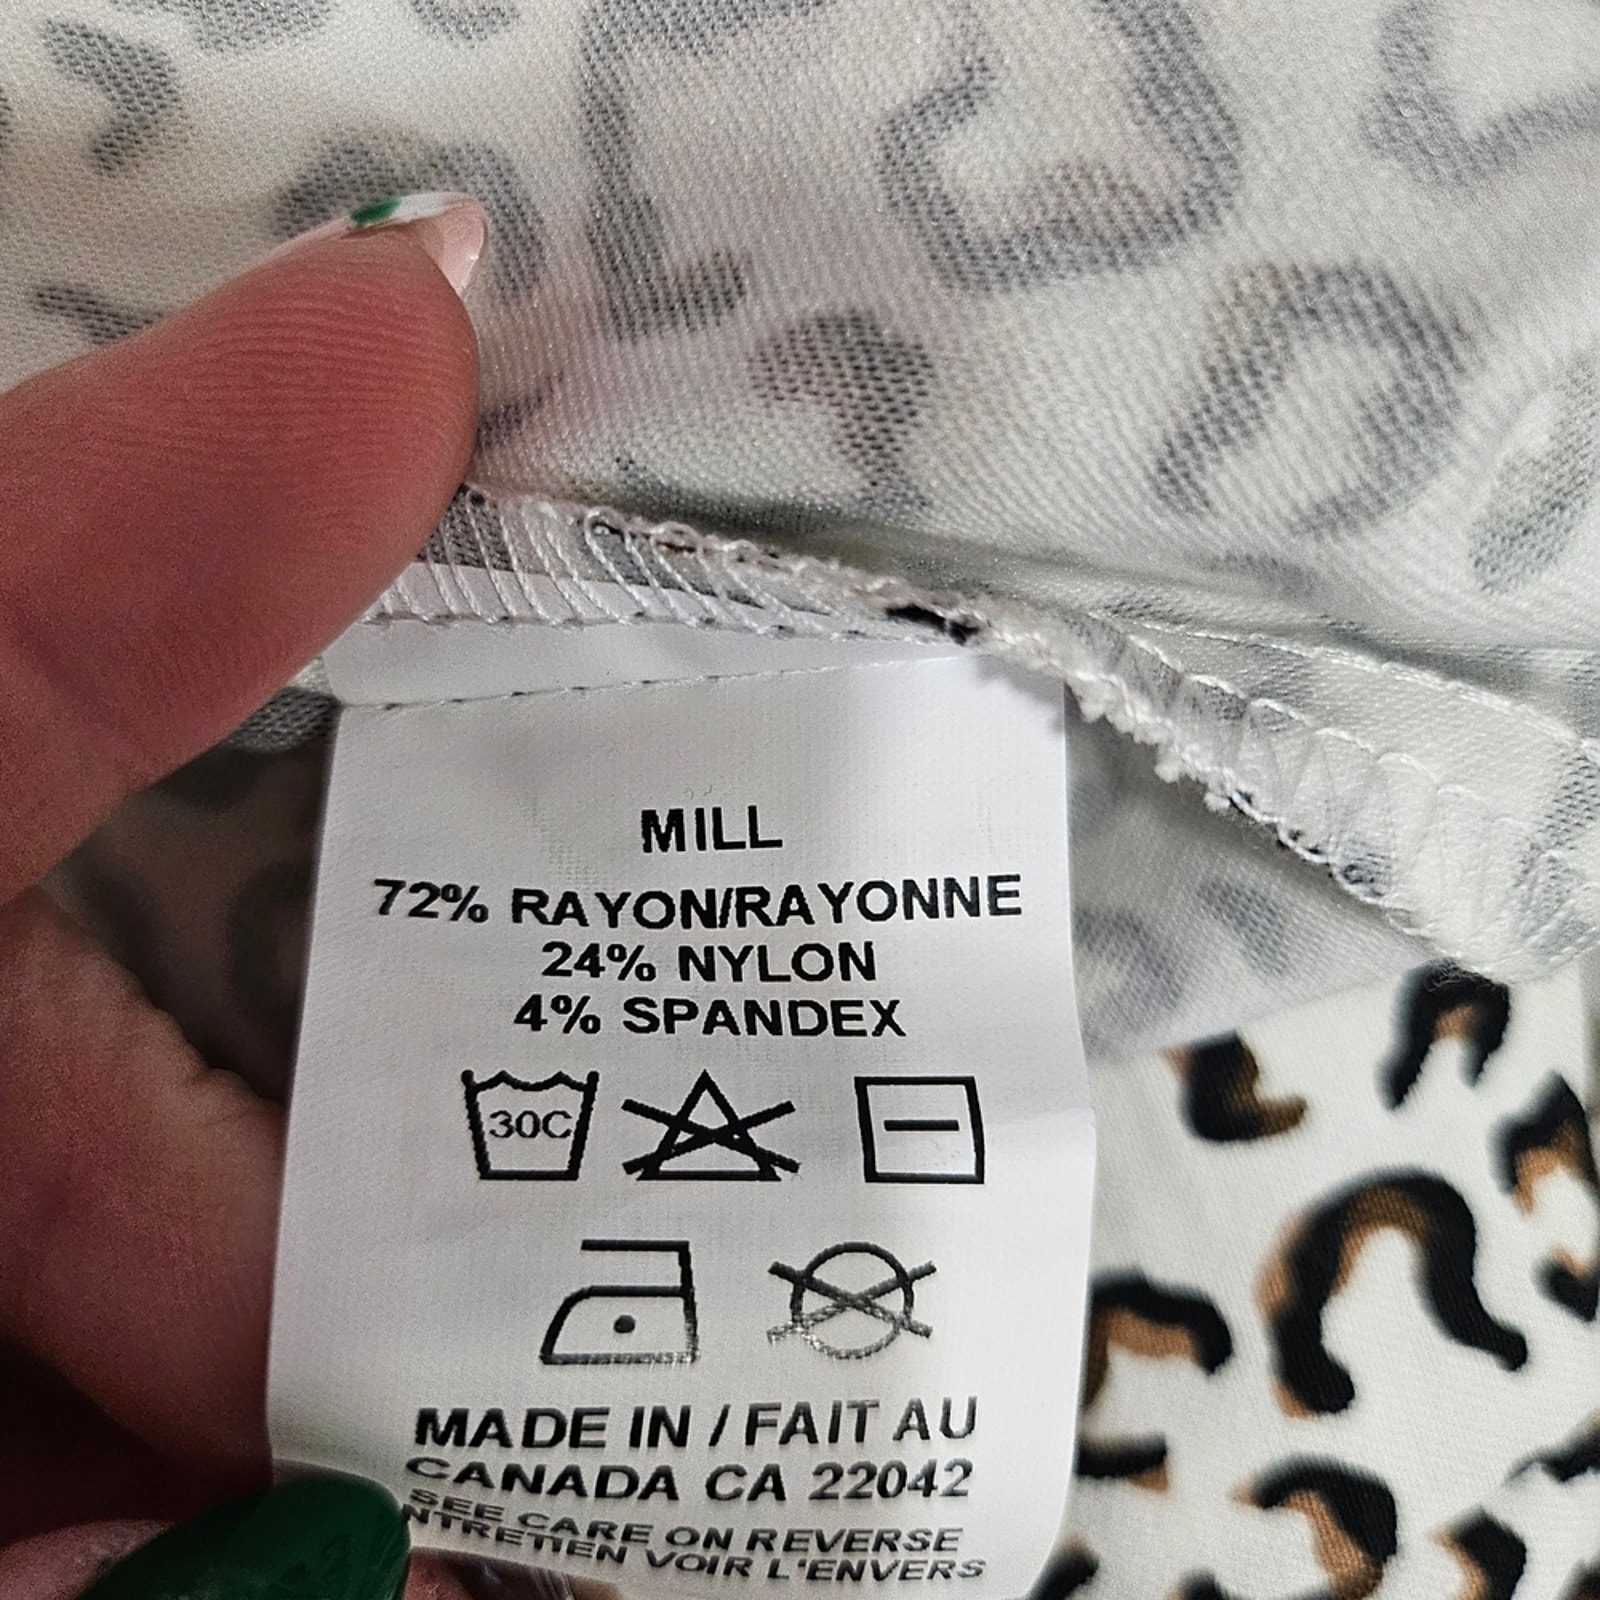 MILL
72% RAYON/RAYONNE
24% NYLON
4% SPANDEX
30C
MADE IN / FAIT AU
CANADA CA 22042
SEE CARE ON REVERSE
NTRETIEN VOIR L'ENVERS